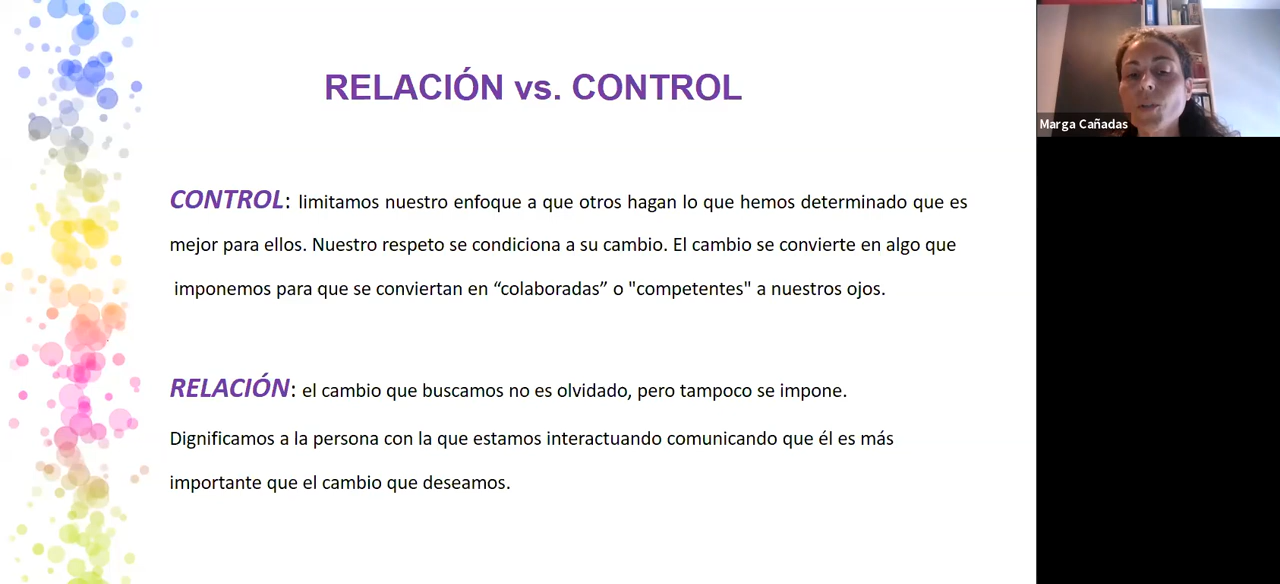 RELACIÓN vs. CONTROL
CONTROL: limitamos nuestro enfoque a que otros hagan lo que hemos determinado que es
mejor para ellos. Nuestro respeto se condiciona a su cambio. El cambio se convierte en algo que
imponemos para que se conviertan en “colaboradas” o "competentes" a nuestros ojos.
RELACIÓN: el cambio que buscamos no es olvidado, pero tampoco se impone.
Dignificamos a la persona con la que estamos interactuando comunicando que él es más
importante que el cambio que deseamos.
Marga Cañadas